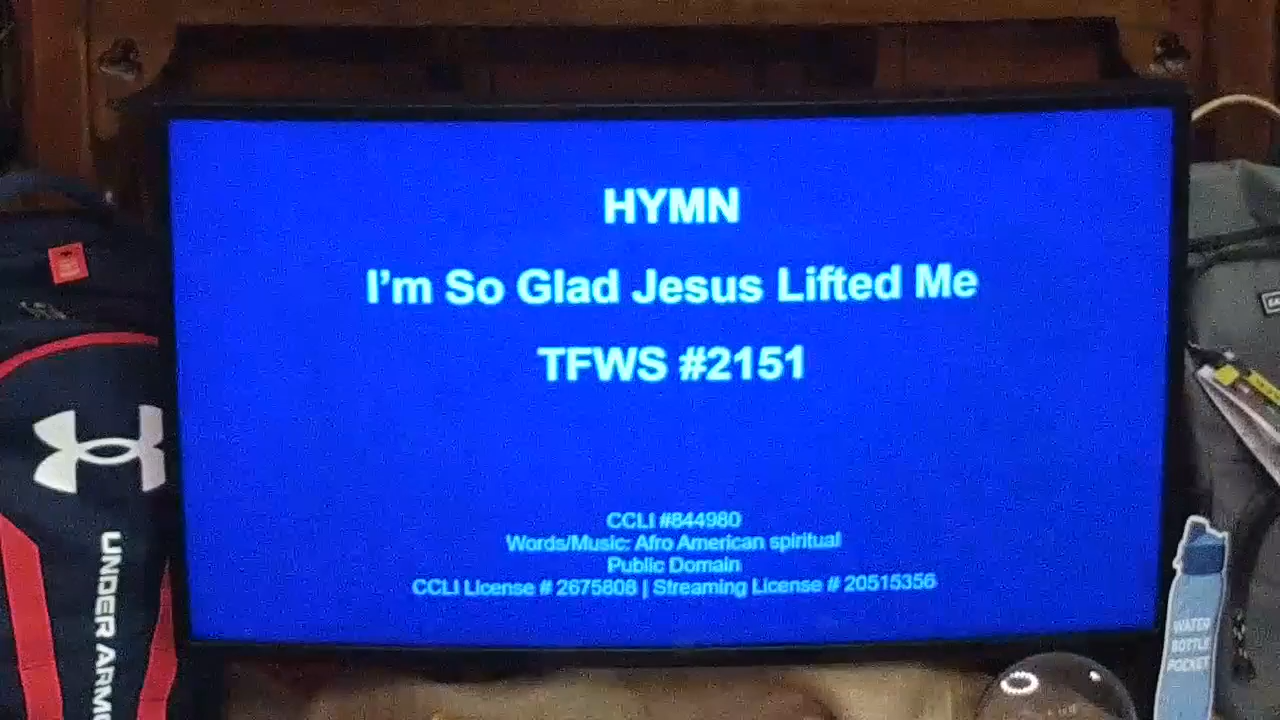 HYMN
I'm So Glad Jesus Lifted Me
TFWS #2151
CCLI #844980
Words/Music: Afro American spiritual
Public Domain
CCLI License # 2675808 | Streaming License # 20515356
UNDER ARM
WATER
BOTTLE
POCKET